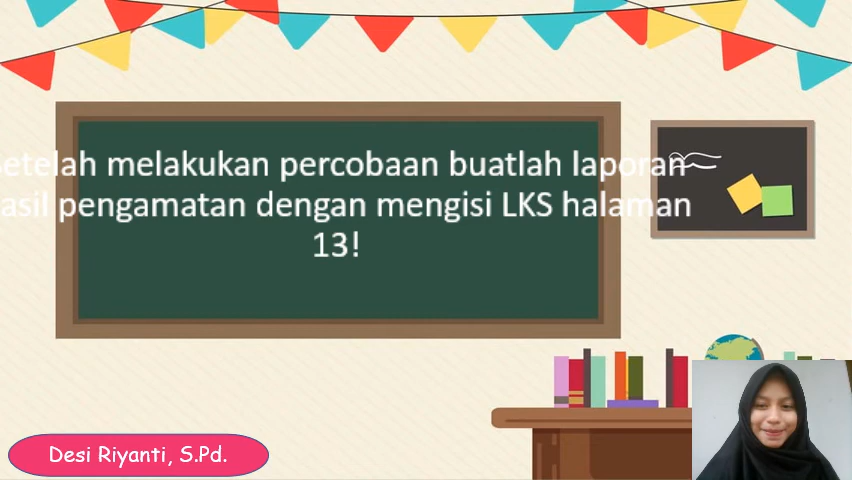 etelah melakukan percobaan buatlah laporan
asil pengamatan dengan mengisi LKS halaman
13!
Desi Riyanti, S.Pd.